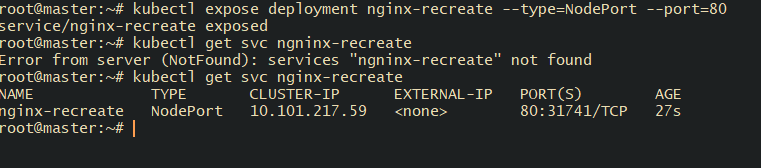 root@master:~# kubectl expose deployment nginx-recreate --type=NodePort --port=80
service/nginx-recreate exposed
root@master:~# kubectl get svc ngninx-recreate
Error from server (NotFound): services "ngninx-recreate" not found
root@master:~# kubectl get svc nginx-recreate
NAME TYPE CLUSTER-IP EXTERNAL-IP PORT(S) AGE
nginx-recreate NodePort 10.101.217.59 <none> 80:31741/TCP 27s
root@master:~#